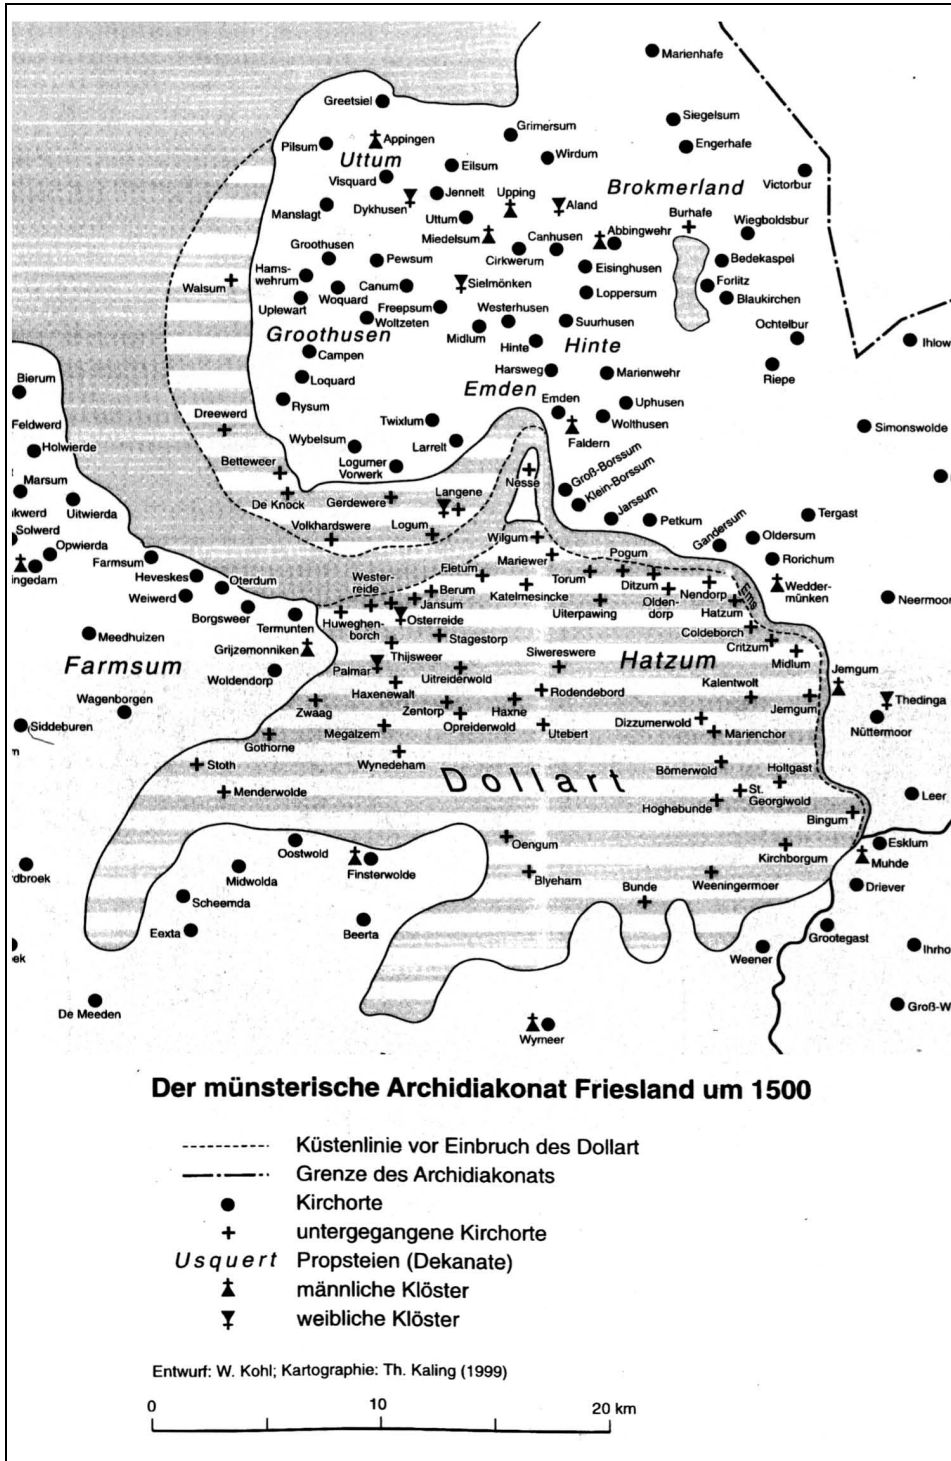 Marienhafe
Greetsiel
Siegelsum
Grimersum
Pilsum
Appingen
Engerhafe
Uttum
Wirdum
Eilsum
Visquard
Victorbur
Brokmerland
Jennelt
Upping
Dykhusen
Aland
Manslagt
Uttum
Burhafe
Wiegboldsbur
Miedelsum
Canhusen
Abbingwehr
Groothusen
Cirkwerum
Pewsum
Bedekaspel
Hams-
wehrum
Eisinghusen
Walsum
Canum
Sielmönken
Forlitz
Woquard
Loppersum
Blaukirchen
Uplewart
Freepsum
Westerhusen
Woltzeten
Suurhusen
Ochtelbur
Groothusen
Midlum
Hinte
Hinte
Ihlow
Campen
Bierum
Harsweg
Marienwehr
Riepe
Loquard
Emden
Rysum
Emden
Uphusen
Dreewerd
Twixlum
Wolthusen
Feldwerd
Faldern
Simonswolde
Wybelsum
Larrelt
Holwierde
Betteweer
Logumer
Vorwerk
Groß-Borssum
Marsum
Nesse
Klein-Borssum
De Knock
Gerdewere
Langene
Jarssum
Uitwierda
ukwerd
Petkum
Tergast
Solwerd
Volkhardswere
Logum
Gandersum
Wilgum
Oldersum
Opwierda
Pogum
Farmsum
Mariewer
Rorichum
ingedam
Fletum
Wester-
reide
Heveskes
Oterdum
Berum
Torum
Ditzum
Ems
Wedder-
münken
Weiwerd
Katelmesincke
Nendorp
Jansum
Olden-
dorp
Neermoor
Borgsweer
Huweghen-
borch
Osterreide
Uiterpawing
Hatzum
Termunten
Coldeborch
Meedhuizen
Stagestorp
Critzum
Grijzemonniken
Siwereswere
Midlum
Farmsum
Thijsweer
Hatzum
Palmar
Jemgum
Woldendorp
Uitreiderwold
Kalentwolt
Haxenewalt
Rodendebord
Thedinga
Wagenborgen
Zwaag
Zentorp
Haxne
Jemgum
Siddeburen
Opreiderwold
Dizzumerwold
Nüttermoor
Megalzem
Utebert
Marienchor
Gothorne
Wynedeham
Stoth
Dollart
Bömerwold
Holtgast
Menderwolde
St.
Georgiwold
Leer
Hoghebunde
Bingum
Oengum
Esklum
Oostwold
Kirchborgum
Muhde
Finsterwolde
dbroek
Midwolda
Blyeham
Weeningermoer
Driever
Bunde
Scheemda
Eexta
Beerta
Grootegast
Weener
Ihrho
ek
De Meeden
Groß-W
Wymeer
Der münsterische Archidiakonat Friesland um 1500
Küstenlinie vor Einbruch des Dollart
Grenze des Archidiakonats
Kirchorte
untergegangene Kirchorte
Usquert Propsteien (Dekanate)
männliche Klöster
weibliche Klöster
Entwurf: W. Kohl; Kartographie: Th. Kaling (1999)
0 10 20 km